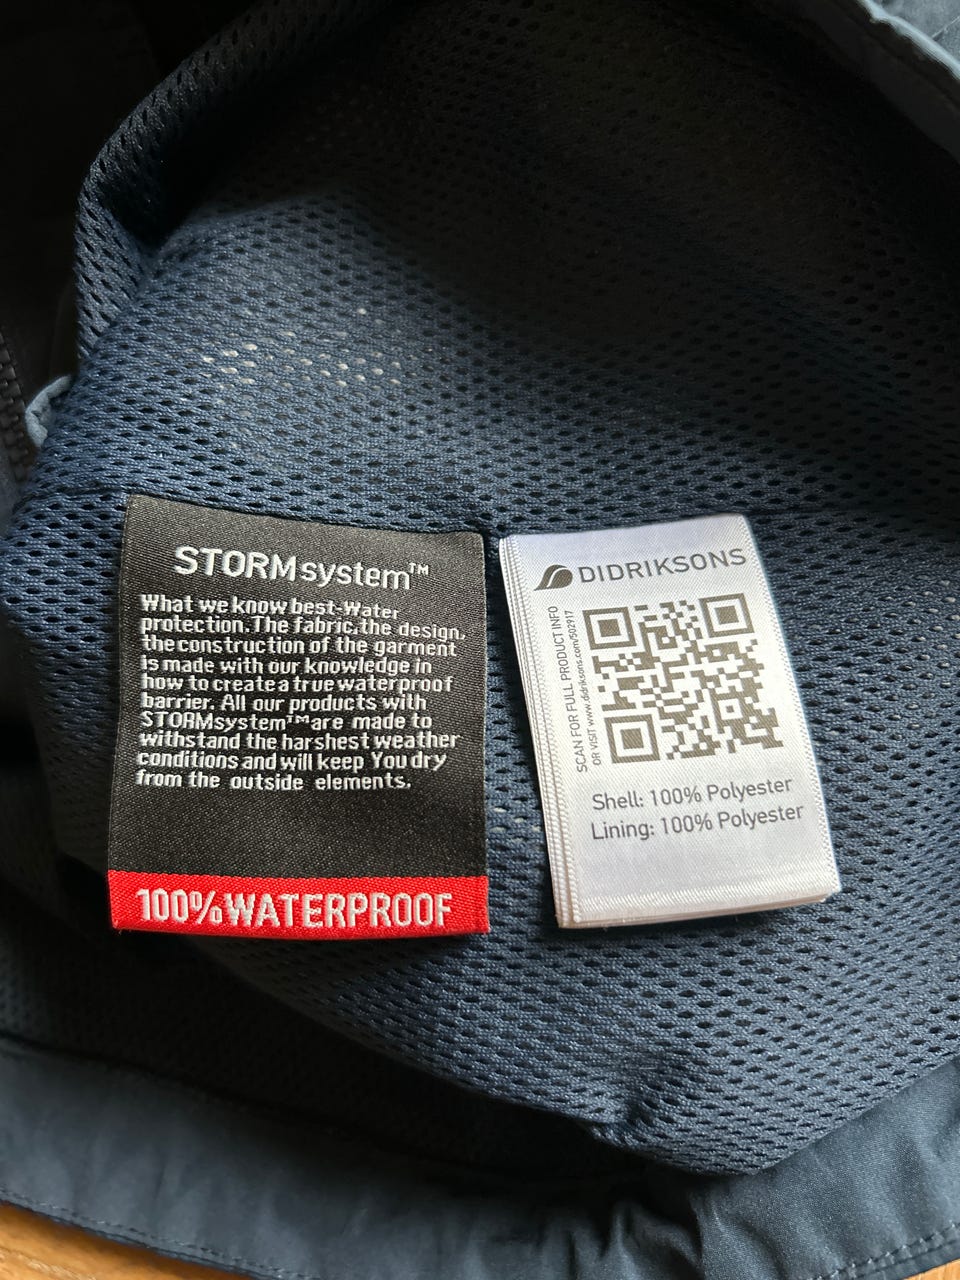 STORMsystem™
What we know best-Water
protection.The fabric,the design,
the construction of the garment
is made with our knowledge in
how to create a true waterproof
barrier. All our products with
STORMsystem™are made to
withstand the harshest weather
conditions and will keep You dry
from the outside elements.
100%WATERPROOF
DIDRIKSONS
SCAN FOR FULL PRODUCT INFO
OR VISIT www.didriksons.com/502917
Shell: 100% Polyester
Lining: 100% Polyester